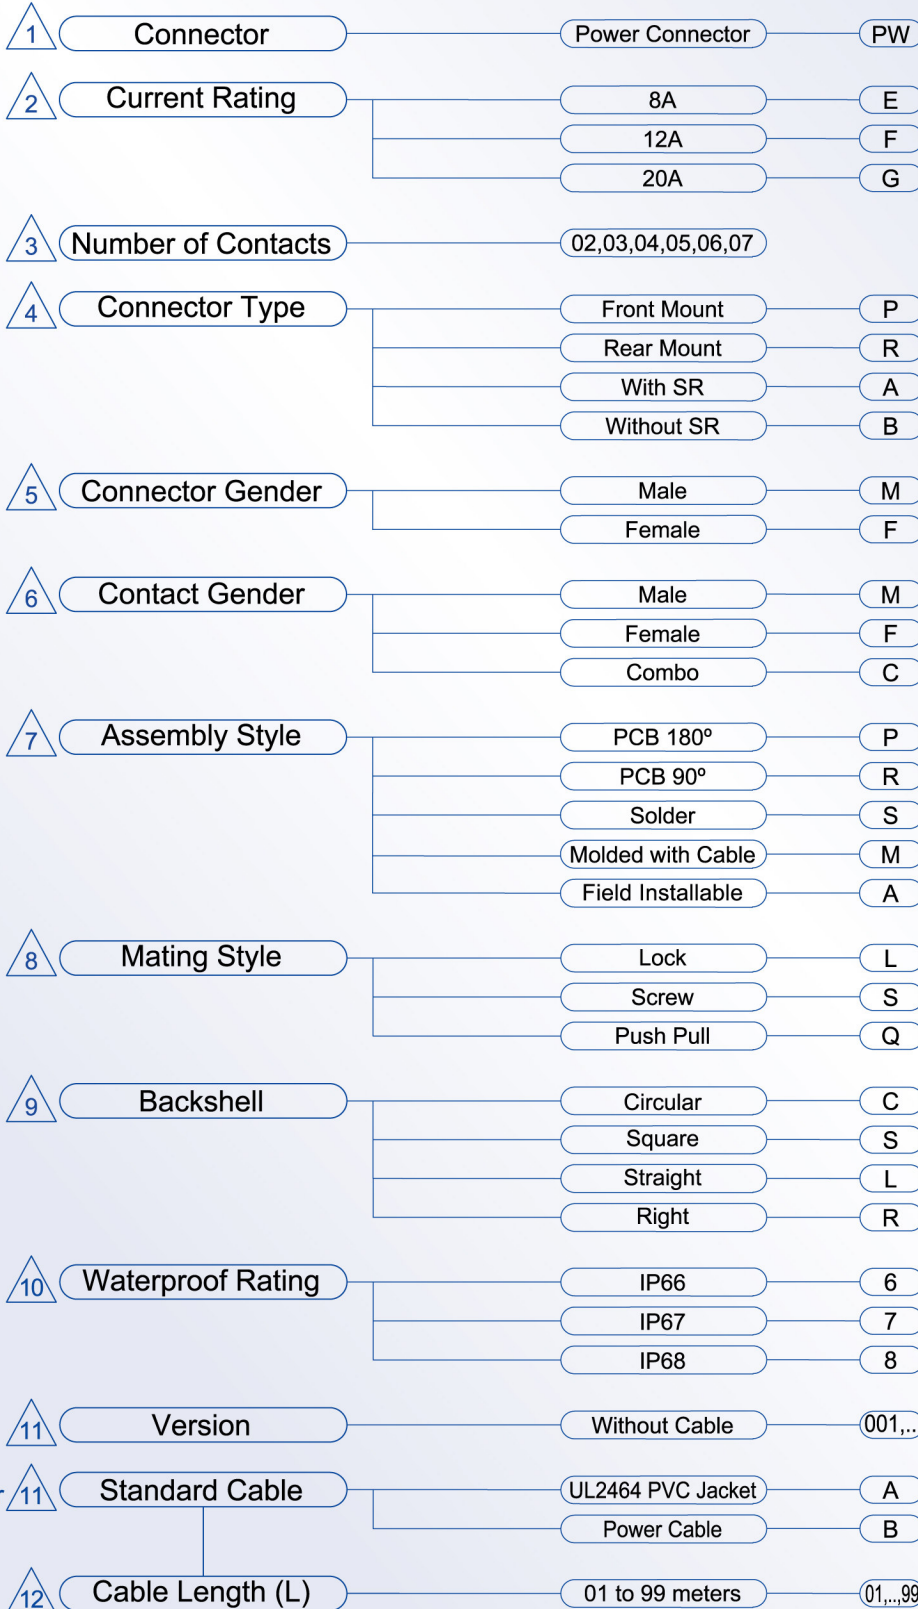 1 Connector Power Connector PW
2 Current Rating 8A E
12A F
20A G
3 Number of Contacts 02,03,04,05,06,07
4 Connector Type Front Mount P
Rear Mount R
With SR A
Without SR B
5 Connector Gender Male M
Female F
6 Contact Gender Male M
Female F
Combo C
7 Assembly Style PCB 180º P
PCB 90º R
Solder S
Molded with Cable M
Field Installable A
8 Mating Style Lock L
Screw S
Push Pull Q
9 Backshell Circular C
Square S
Straight L
Right R
10 Waterproof Rating IP66 6
IP67 7
IP68 8
11 Version Without Cable 001,..
11 Standard Cable UL2464 PVC Jacket A
Power Cable B
12 Cable Length (L) 01 to 99 meters 01,..,99